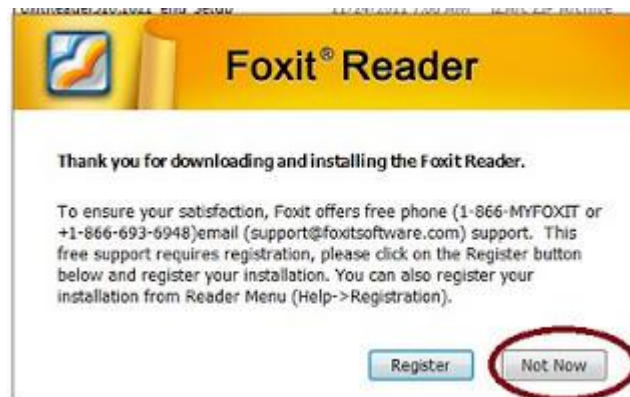 Foxit® Reader
Thank you for downloading and installing the Foxit Reader.
To ensure your satisfaction, Foxit offers free phone (1-866-MYFOXIT or
+1-866-693-6948)email (support@foxitsoftware.com) support. This
free support requires registration, please click on the Register button
below and register your installation. You can also register your
installation from Reader Menu (Help->Registration).
Register Not Now